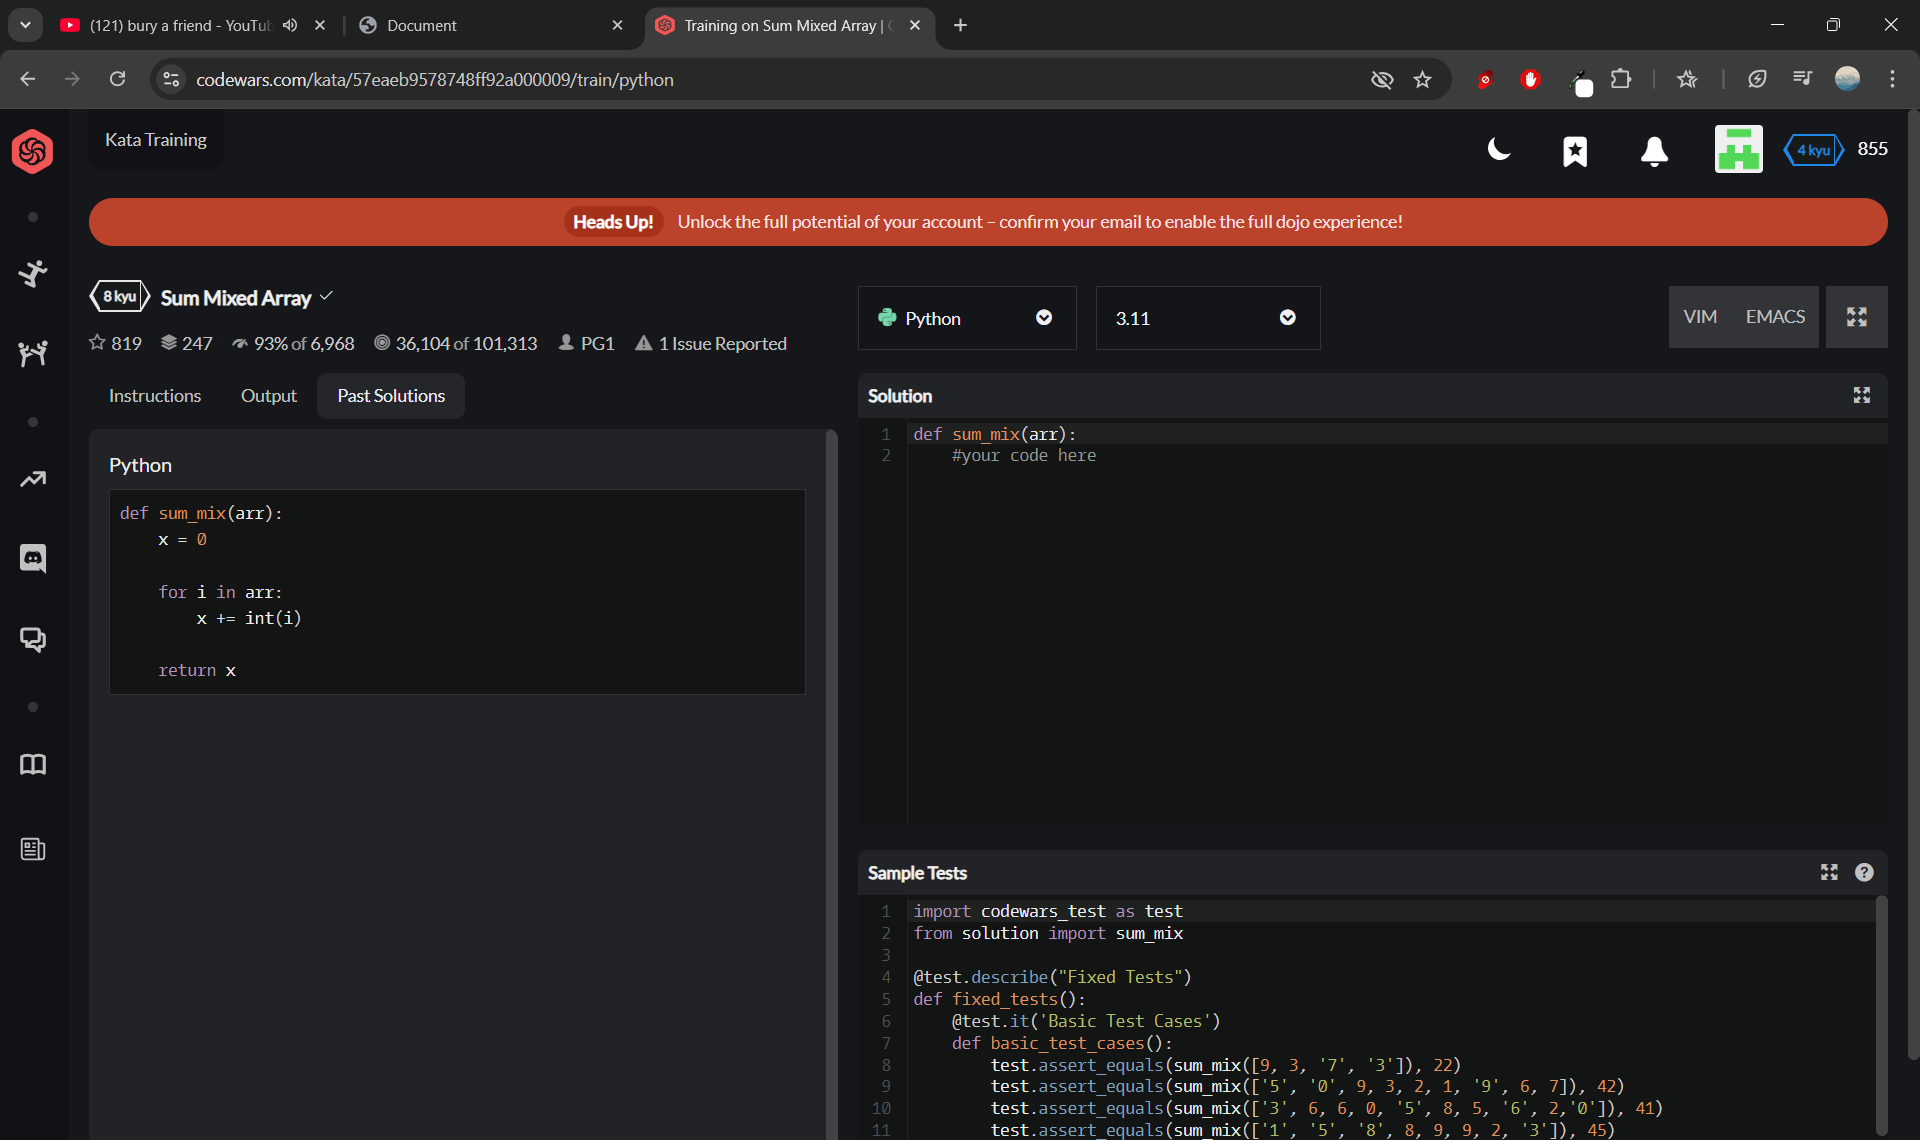 (121) bury a friend - YouTub
Document
Training on Sum Mixed Array |
codewars.com/kata/57eaeb9578748ff92a000009/train/python
Kata Training
4 kyu 855
Heads Up! Unlock the full potential of your account – confirm your email to enable the full dojo experience!
8 kyu Sum Mixed Array
819 247 93% of 6,968 36,104 of 101,313 PG1 1 Issue Reported
Python
3.11
VIM EMACS
Instructions Output Past Solutions
Python
def sum_mix(arr):
    x = 0
    for i in arr:
        x += int(i)
    return x
Solution
1 def sum_mix(arr):
2     #your code here
Sample Tests
1 import codewars_test as test
2 from solution import sum_mix
3
4 @test.describe("Fixed Tests")
5 def fixed_tests():
6     @test.it('Basic Test Cases')
7     def basic_test_cases():
8         test.assert_equals(sum_mix([9, 3, '7', '3']), 22)
9         test.assert_equals(sum_mix(['5', '0', 9, 3, 2, 1, '9', 6, 7]), 42)
10         test.assert_equals(sum_mix(['3', 6, 6, 0, '5', 8, 5, '6', 2,'0']), 41)
11         test.assert_equals(sum_mix(['1', '5', '8', 8, 9, 9, 2, '3']), 45)